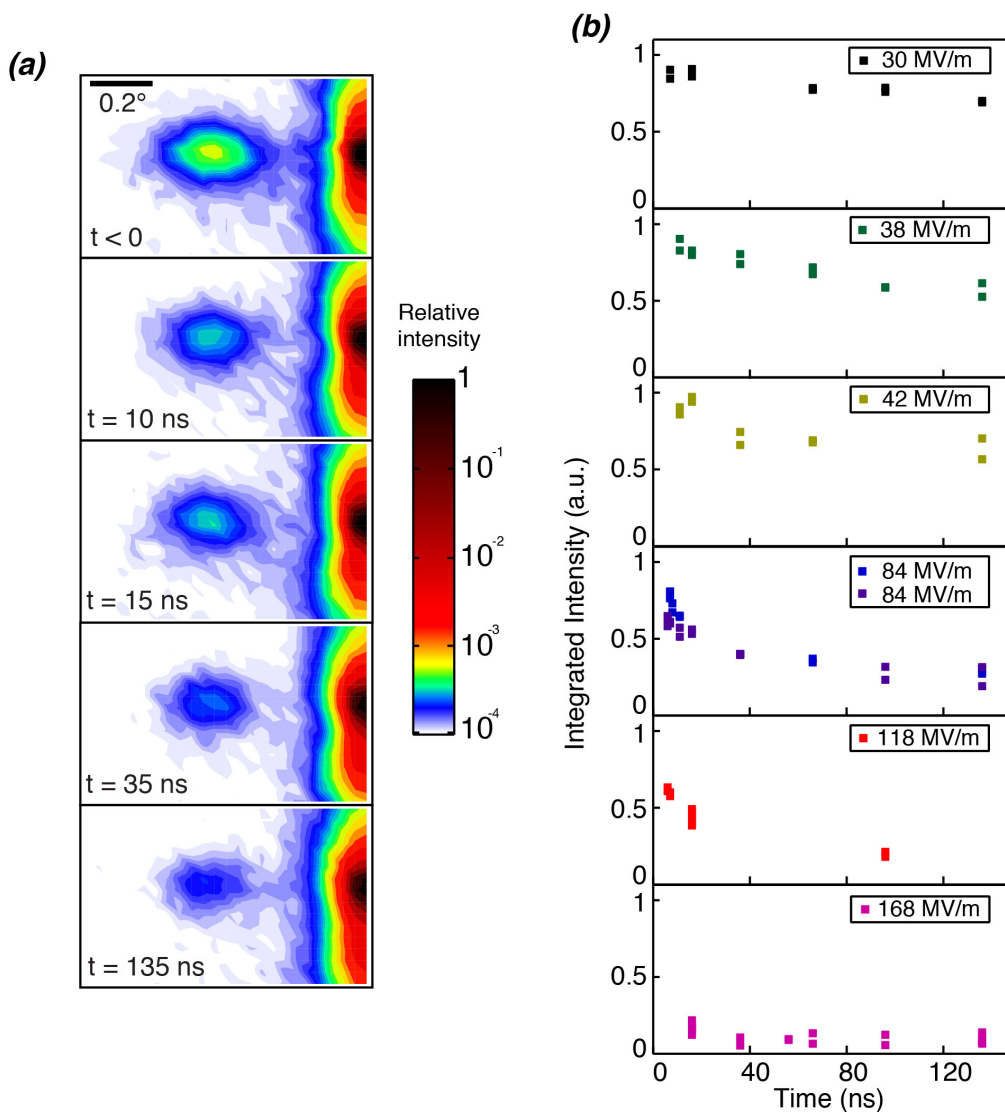 (a)
0.2°
t < 0
t = 10 ns
t = 15 ns
t = 35 ns
t = 135 ns
Relative
intensity
1
10-1
10-2
10-3
10-4
(b)
Integrated Intensity (a.u.)
1
0.5
0
30 MV/m
1
0.5
0
38 MV/m
1
0.5
0
42 MV/m
1
0.5
0
84 MV/m
84 MV/m
1
0.5
0
118 MV/m
1
0.5
0
168 MV/m
0 40 80 120
Time (ns)